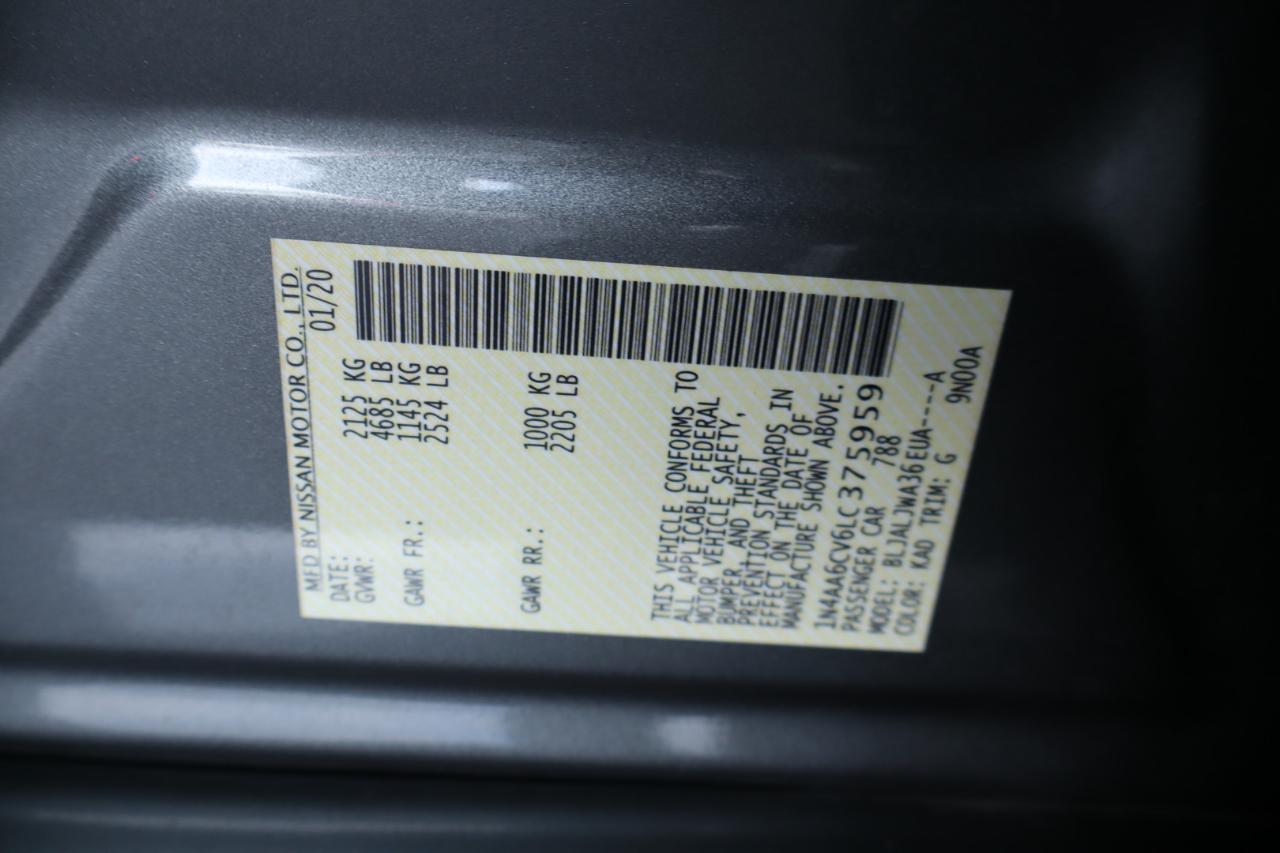 MFD BY NISSAN MOTOR CO., LTD.
DATE: 01/20
GVWR: 2125 KG
4685 LB
GAWR FR.: 1145 KG
2524 LB
GAWR RR.: 1000 KG
2205 LB
THIS VEHICLE CONFORMS TO
ALL APPLICABLE FEDERAL
MOTOR VEHICLE SAFETY,
BUMPER, AND THEFT
PREVENTION STANDARDS IN
EFFECT ON THE DATE OF
MANUFACTURE SHOWN ABOVE.
1N4AA6CV6LC375959
PASSENGER CAR 788
MODEL: BLJALJWA36EUA----A
COLOR: KAD TRIM: G 9N00A